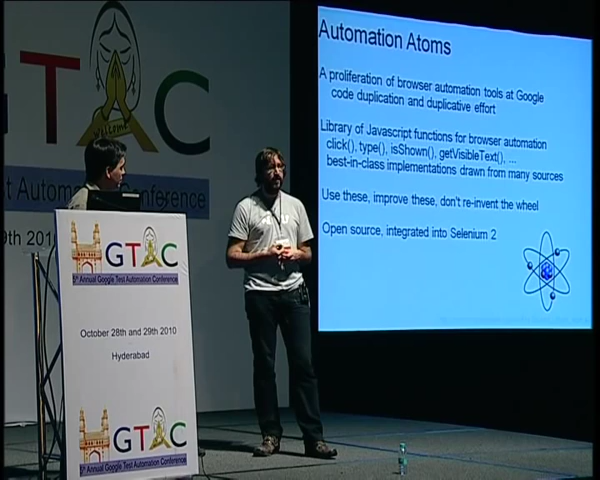 GTAC
Welcome
Test Automation Conference
9th 2010
Automation Atoms
A proliferation of browser automation tools at Google
code duplication and duplicative effort
Library of Javascript functions for browser automation
click(), type(), isShown(), getVisibleText(), ...
best-in-class implementations drawn from many sources
Use these, improve these, don't re-invent the wheel
Open source, integrated into Selenium 2
GTAC
5th Annual Google Test Automation Conference
October 28th and 29th 2010
Hyderabad
GTAC
5th Annual Google Test Automation Conference